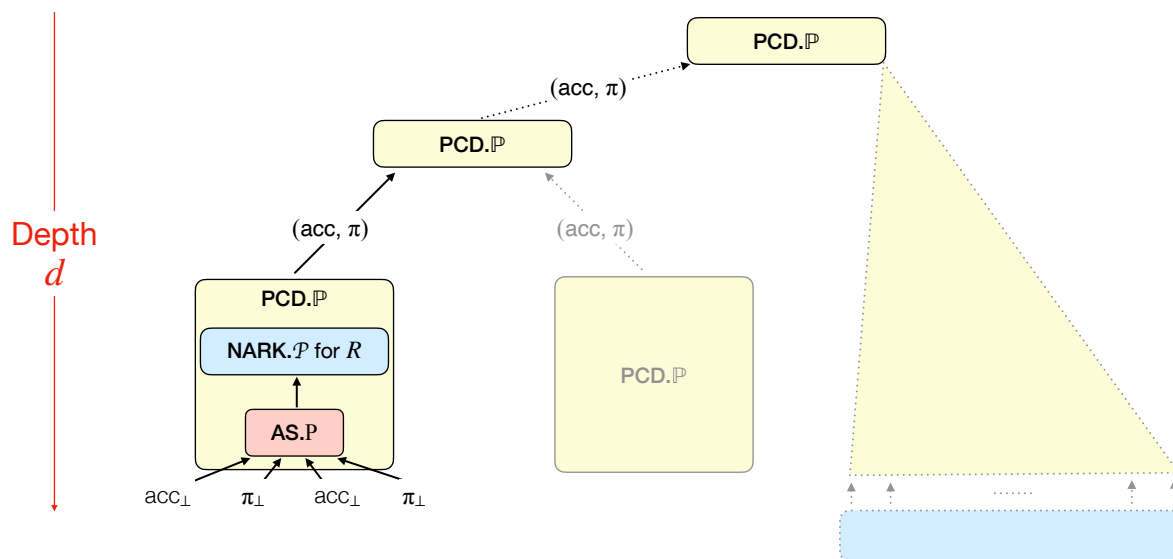 PCD.ℙ
(acc, π)
PCD.ℙ
Depth
d
(acc, π)
(acc, π)
PCD.ℙ
NARK.𝒫 for R
PCD.ℙ
AS.P
acc⊥ π⊥ acc⊥ π⊥
......